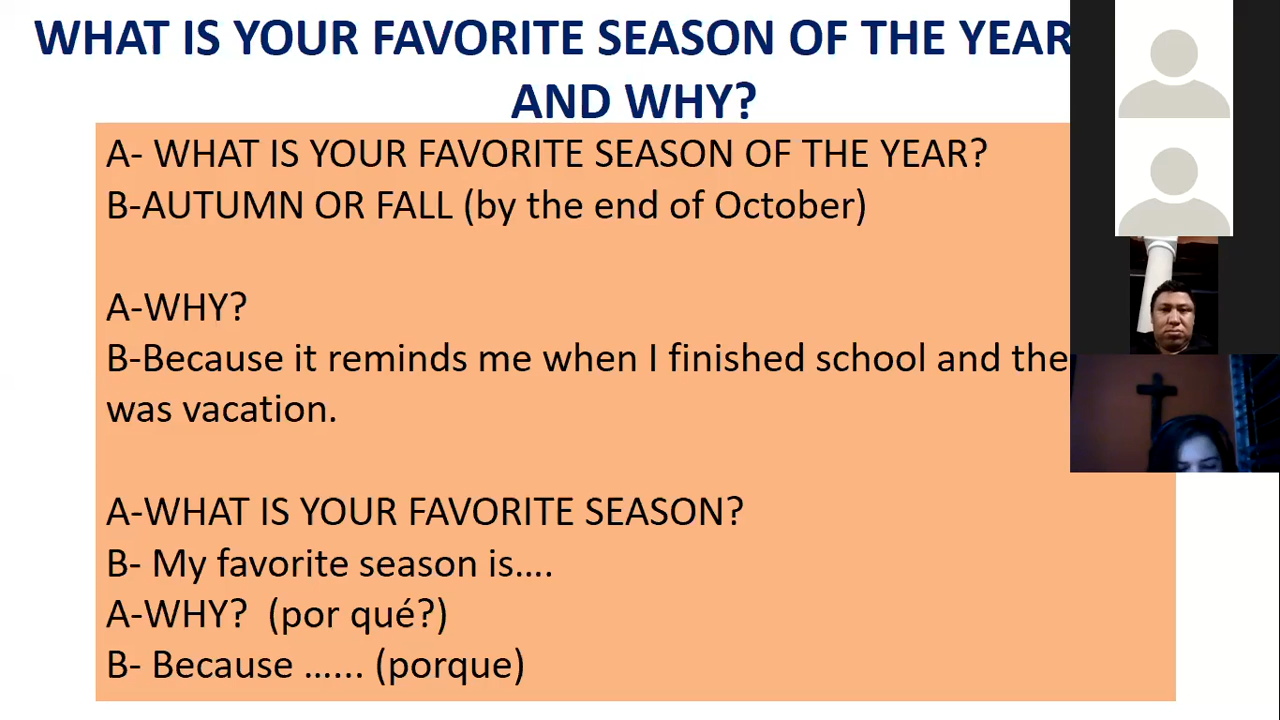 WHAT IS YOUR FAVORITE SEASON OF THE YEAR
AND WHY?
A- WHAT IS YOUR FAVORITE SEASON OF THE YEAR?
B-AUTUMN OR FALL (by the end of October)
A-WHY?
B-Because it reminds me when I finished school and the
was vacation.
A-WHAT IS YOUR FAVORITE SEASON?
B- My favorite season is....
A-WHY?  (por qué?)
B- Because ...... (porque)